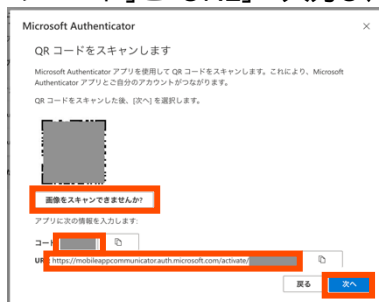 Microsoft Authenticator
QR コードをスキャンします
Microsoft Authenticator アプリを使用して QR コードをスキャンします。これにより、Microsoft
Authenticator アプリとご自分のアカウントがつながります。
QR コードをスキャンした後、[次へ] を選択します。
画像をスキャンできませんか?
アプリに次の情報を入力します:
コード
UR https://mobileappcommunicator.auth.microsoft.com/activate/
戻る 次へ